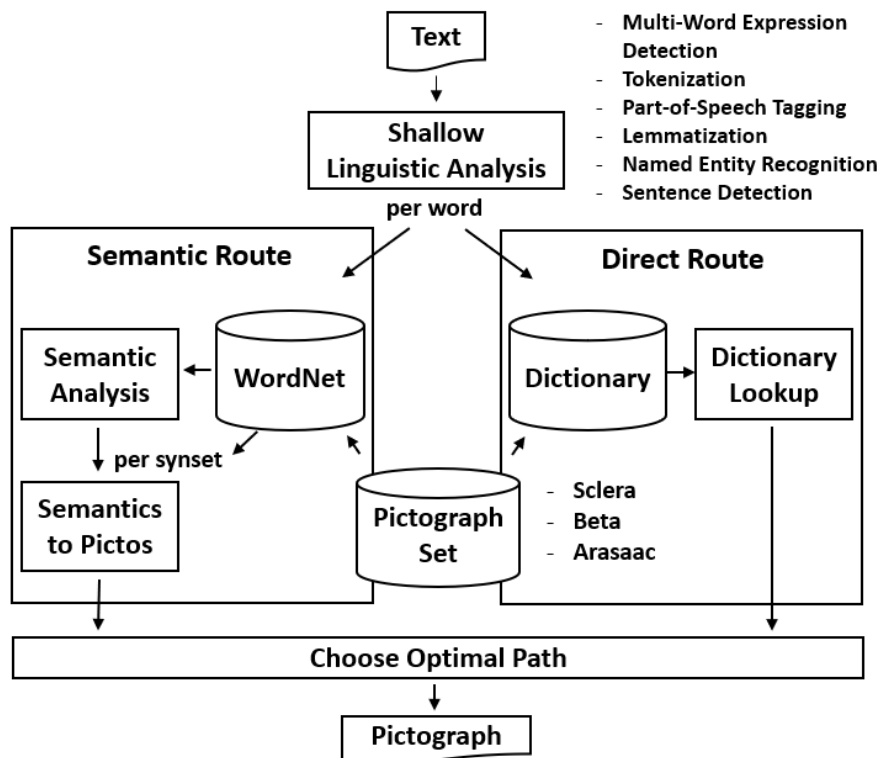 Text
- Multi-Word Expression
Detection
- Tokenization
- Part-of-Speech Tagging
- Lemmatization
- Named Entity Recognition
- Sentence Detection
Shallow
Linguistic Analysis
per word
Semantic Route
Direct Route
Semantic
Analysis
WordNet
Dictionary
Dictionary
Lookup
per synset
Semantics
to Pictos
Pictograph
Set
- Sclera
- Beta
- Arasaac
Choose Optimal Path
Pictograph